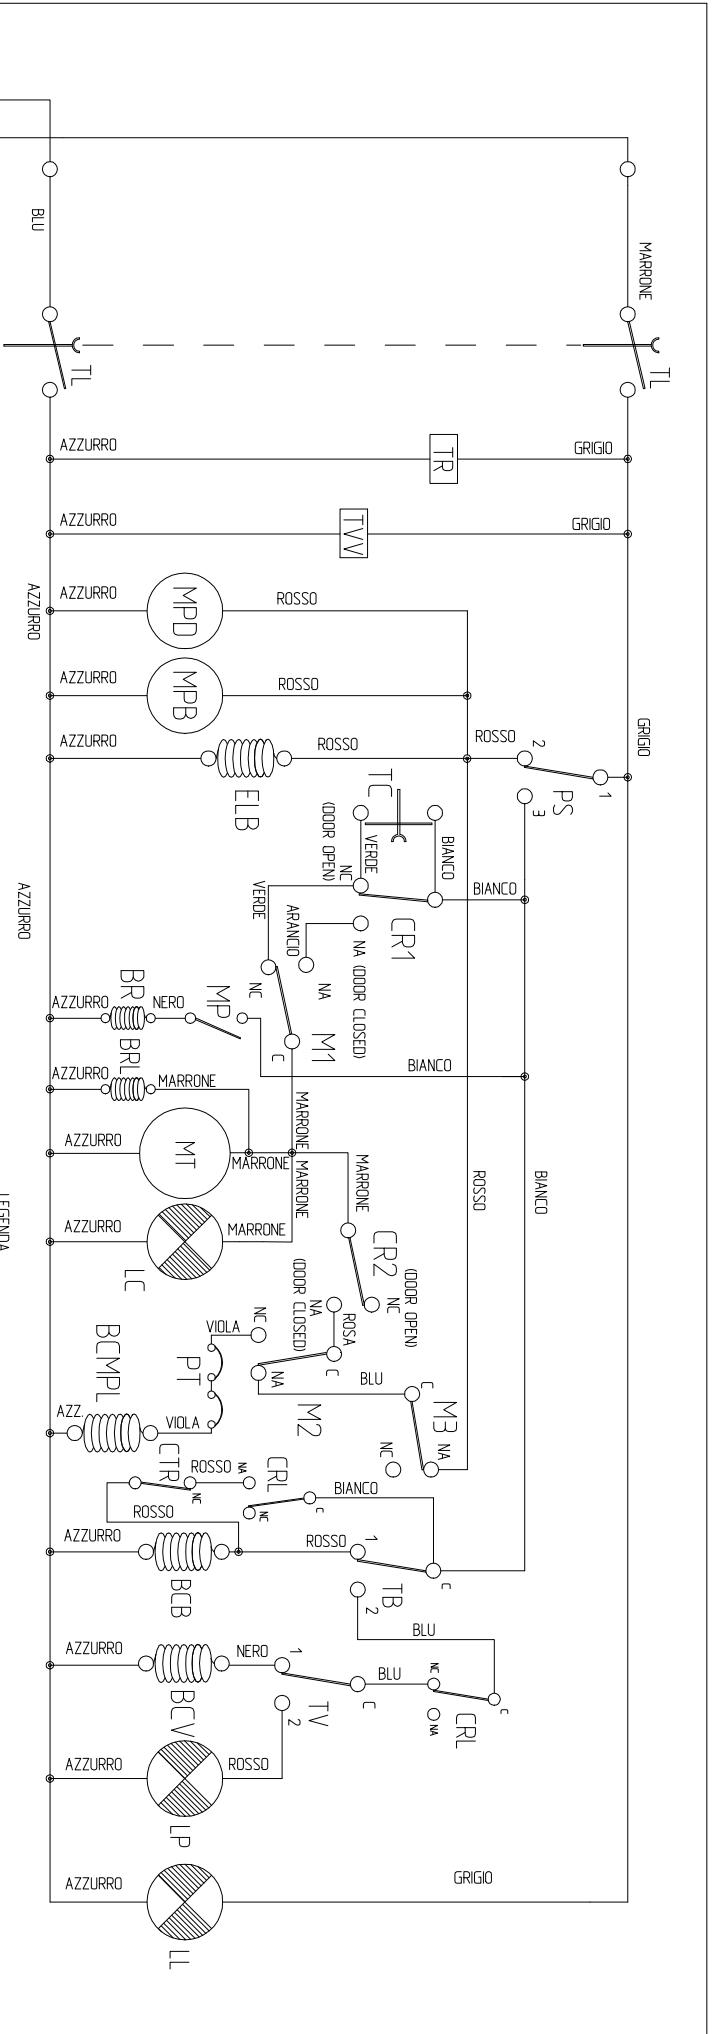 BLU
MARRONE
TL
TL
AZZURRO
TR
GRIGIO
AZZURRO
TVV
GRIGIO
AZZURRO
AZZURRO
MPD
ROSSO
AZZURRO
MPB
ROSSO
AZZURRO
ELB
ROSSO
ROSSO
2
1
PS
3
GRIGIO
TC
(DOOR OPEN)
NC
VERDE
BIANCO
BIANCO
CR1
NA (DOOR CLOSED)
VERDE
ARANCIO
NA
NC
M1
C
AZZURRO
AZZURRO
BR
NERO
MP
BIANCO
AZZURRO
BRL
MARRONE
MARRONE
MARRONE
AZZURRO
MT
MARRONE
MARRONE
ROSSO
BIANCO
AZZURRO
LC
MARRONE
CR2
NC
(DOOR OPEN)
NA
(DOOR CLOSED)
ROSA
C
NC
NA
M2
BLU
C
M3
NA
NC
VIOLA
PT
VIOLA
AZZ.
BCMPL
CTR
ROSSO
NC
NA
CRL
NC
C
BIANCO
ROSSO
AZZURRO
BCB
ROSSO
1
C
TB
2
BLU
AZZURRO
BCV
NERO
1
C
TV
2
BLU
NC
C
NA
CRL
AZZURRO
LP
ROSSO
AZZURRO
LL
GRIGIO
LEGENDA